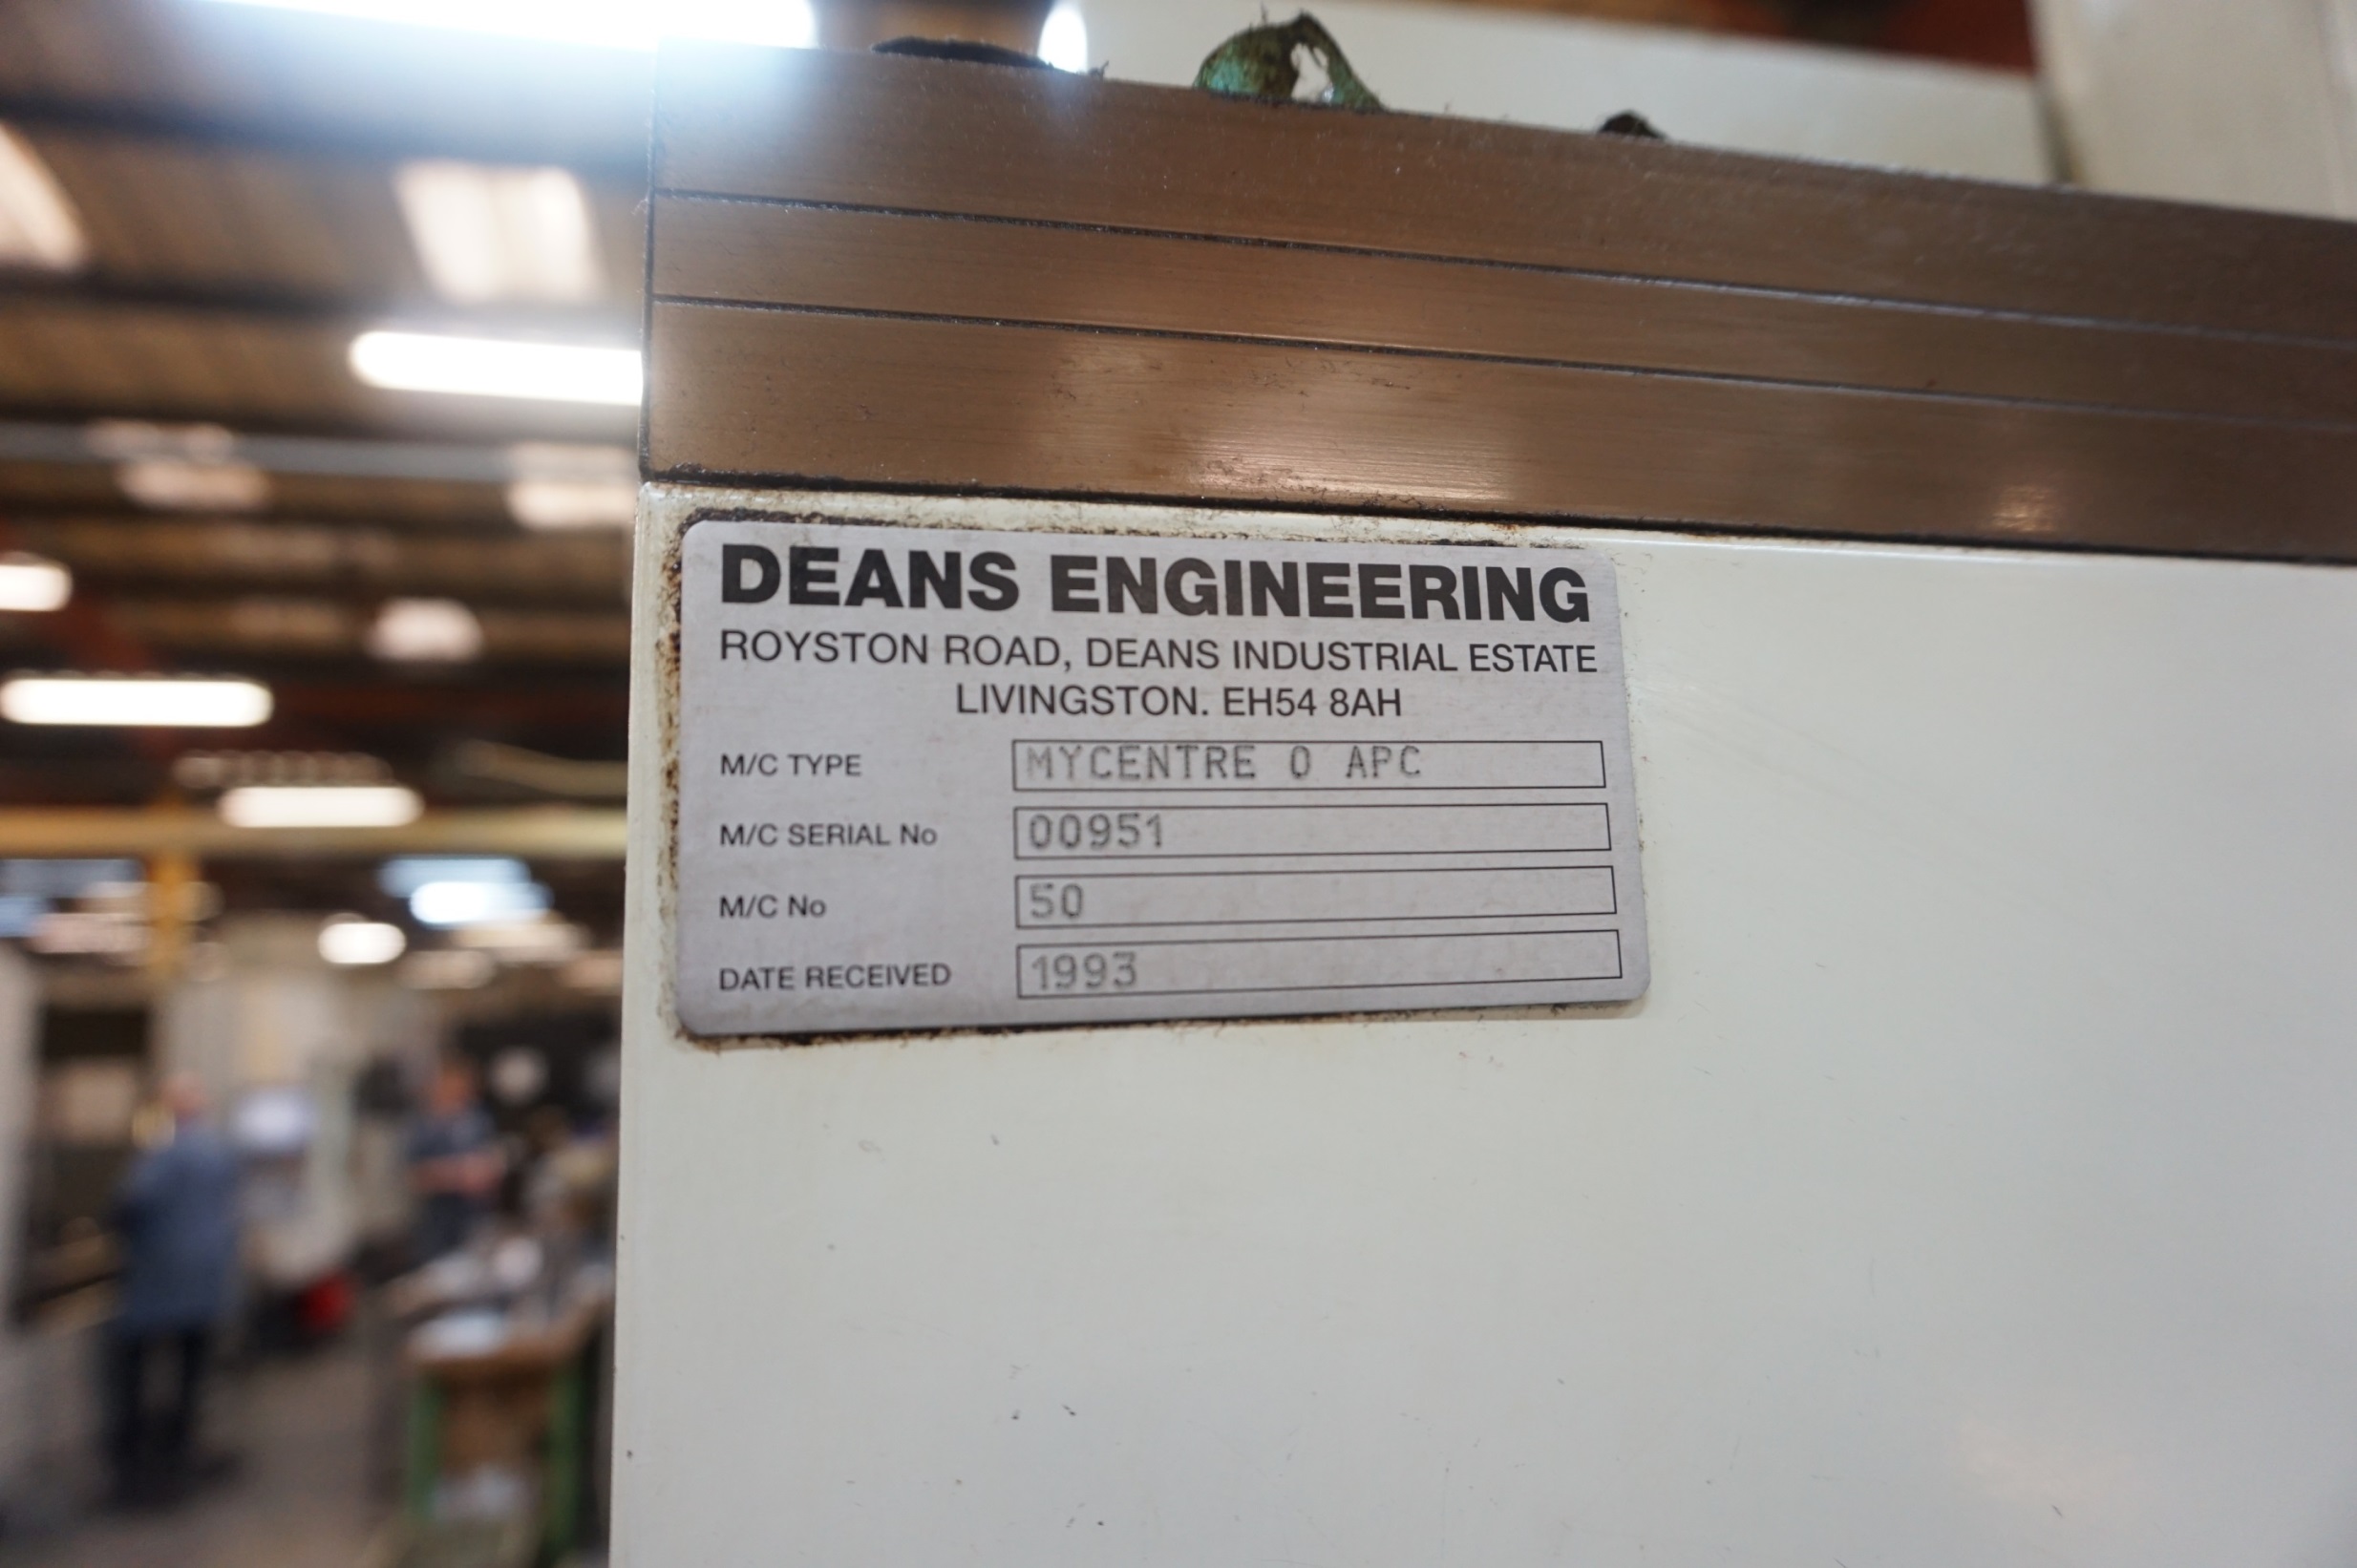 DEANS ENGINEERING
ROYSTON ROAD, DEANS INDUSTRIAL ESTATE
LIVINGSTON. EH54 8AH
M/C TYPE MYCENTRE 0 APC
M/C SERIAL No 00951
M/C No 50
DATE RECEIVED 1993